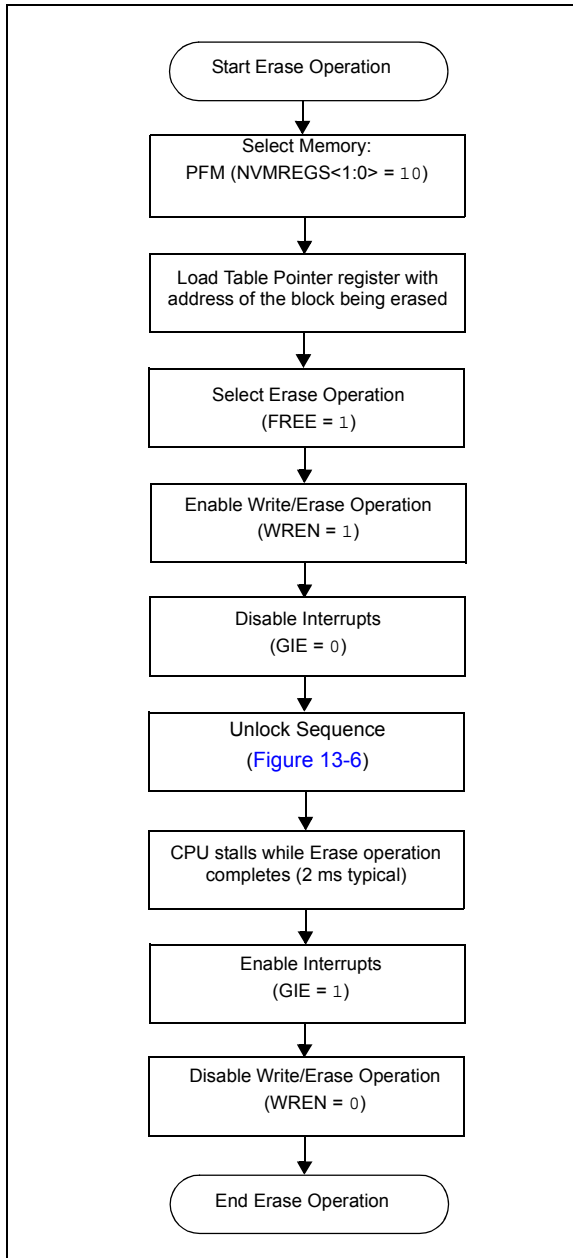 Start Erase Operation
Select Memory:
PFM (NVMREGS<1:0> = 10)
Load Table Pointer register with
address of the block being erased
Select Erase Operation
(FREE = 1)
Enable Write/Erase Operation
(WREN = 1)
Disable Interrupts
(GIE = 0)
Unlock Sequence
(Figure 13-6)
CPU stalls while Erase operation
completes (2 ms typical)
Enable Interrupts
(GIE = 1)
Disable Write/Erase Operation
(WREN = 0)
End Erase Operation